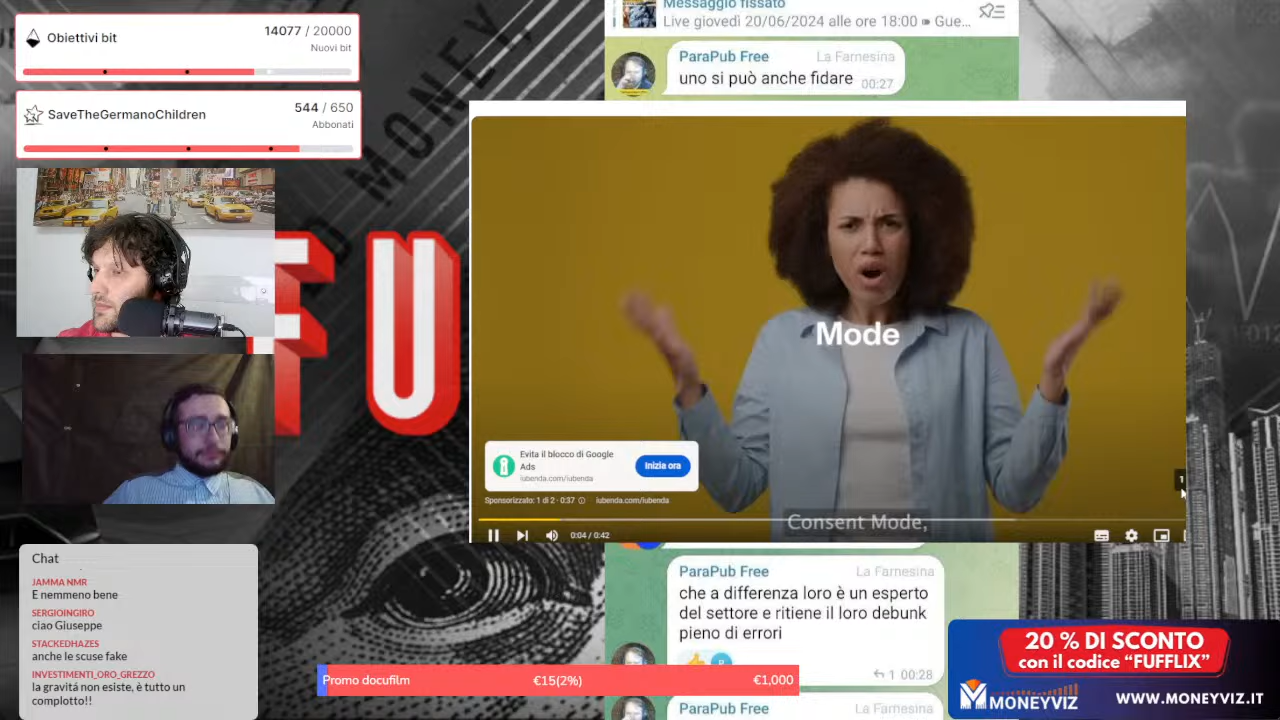 Obiettivi bit
14077 / 20000
Nuovi bit
SaveTheGermanoChildren
544 / 650
Abbonati
Messaggio fissato
Live giovedì 20/06/2024 alle ore 18:00 Gue...
ParaPub Free
La Farnesina
uno si può anche fidare
00:27
MONEY,
FU
Mode
Evita il blocco di Google
Ads
iubenda.com/iubenda
Inizia ora
Sponsorizzato: 1 di 2 · 0:37
iubenda.com/iubenda
Consent Mode,
0:04 / 0:42
Chat
JAMMA NMR
E nemmeno bene
SERGIOINGIRO
ciao Giuseppe
STACKEDHAZES
anche le scuse fake
INVESTIMENTI_ORO_GREZZO
la gravitá non esiste, è tutto un
complotto!!
ParaPub Free
La Farnesina
che a differenza loro è un esperto
del settore e ritiene il loro debunk
pieno di errori
1 00:28
Promo docufilm
€15(2%)
€1,000
ParaPub Free
La Farnesina
20 % DI SCONTO
con il codice “FUFFLIX”
MONEYVIZ
WWW.MONEYVIZ.IT